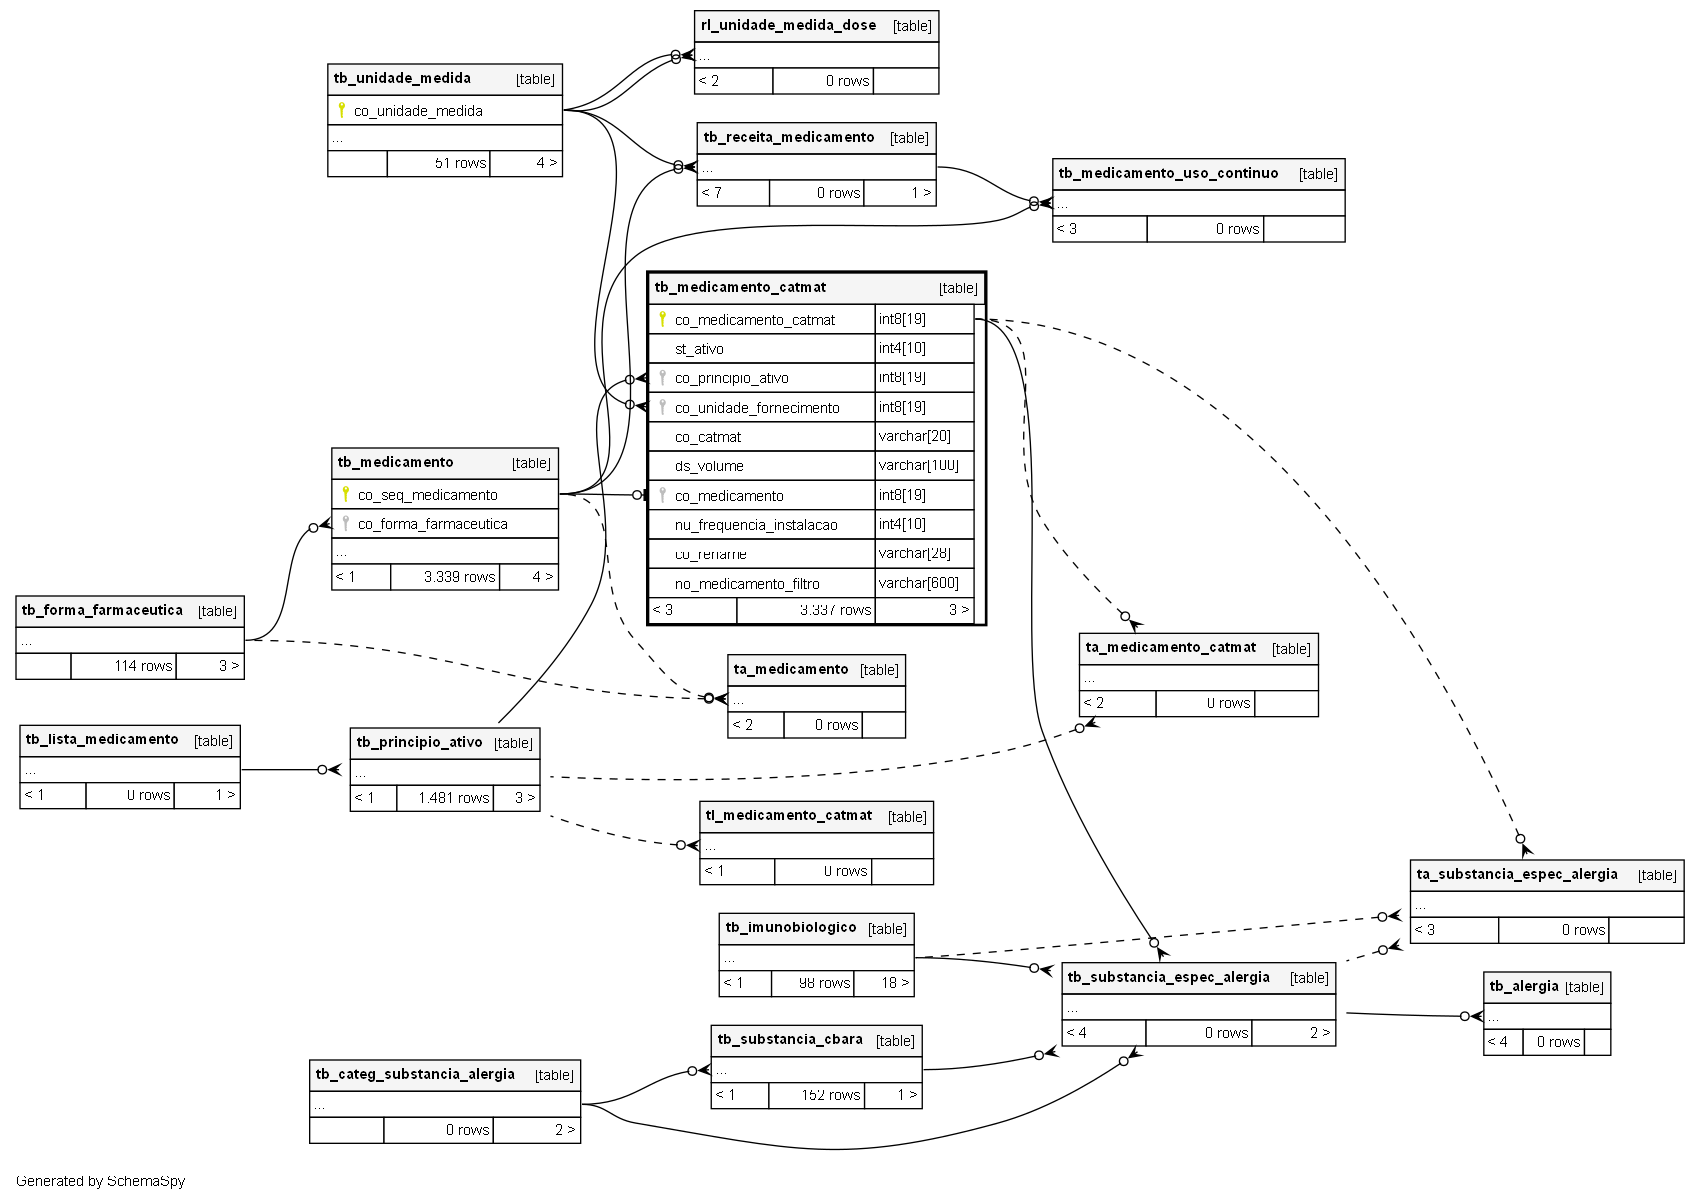 rl_unidade_medida_dose [table]
...
< 2 0 rows
tb_unidade_medida [table]
co_unidade_medida
...
51 rows 4 >
tb_receita_medicamento [table]
...
< 7 0 rows 1 >
tb_medicamento_uso_continuo [table]
...
< 3 0 rows
tb_medicamento_catmat [table]
co_medicamento_catmat int8[19]
st_ativo int4[10]
co_principio_ativo int8[19]
co_unidade_fornecimento int8[19]
co_catmat varchar[20]
ds_volume varchar[100]
co_medicamento int8[19]
nu_frequencia_instalacao int4[10]
co_rename varchar[28]
no_medicamento_filtro varchar[600]
< 3 3.337 rows 3 >
tb_medicamento [table]
co_seq_medicamento
co_forma_farmaceutica
...
< 1 3.339 rows 4 >
tb_forma_farmaceutica [table]
...
114 rows 3 >
ta_medicamento [table]
...
< 2 0 rows
ta_medicamento_catmat [table]
...
< 2 0 rows
tb_lista_medicamento [table]
...
< 1 0 rows 1 >
tb_principio_ativo [table]
...
< 1 1.481 rows 3 >
tl_medicamento_catmat [table]
...
< 1 0 rows
ta_substancia_espec_alergia [table]
...
< 3 0 rows
tb_imunobiologico [table]
...
< 1 98 rows 18 >
tb_substancia_espec_alergia [table]
...
< 4 0 rows 2 >
tb_alergia [table]
...
< 4 0 rows
tb_substancia_cbara [table]
...
< 1 152 rows 1 >
tb_categ_substancia_alergia [table]
...
0 rows 2 >
Generated by SchemaSpy